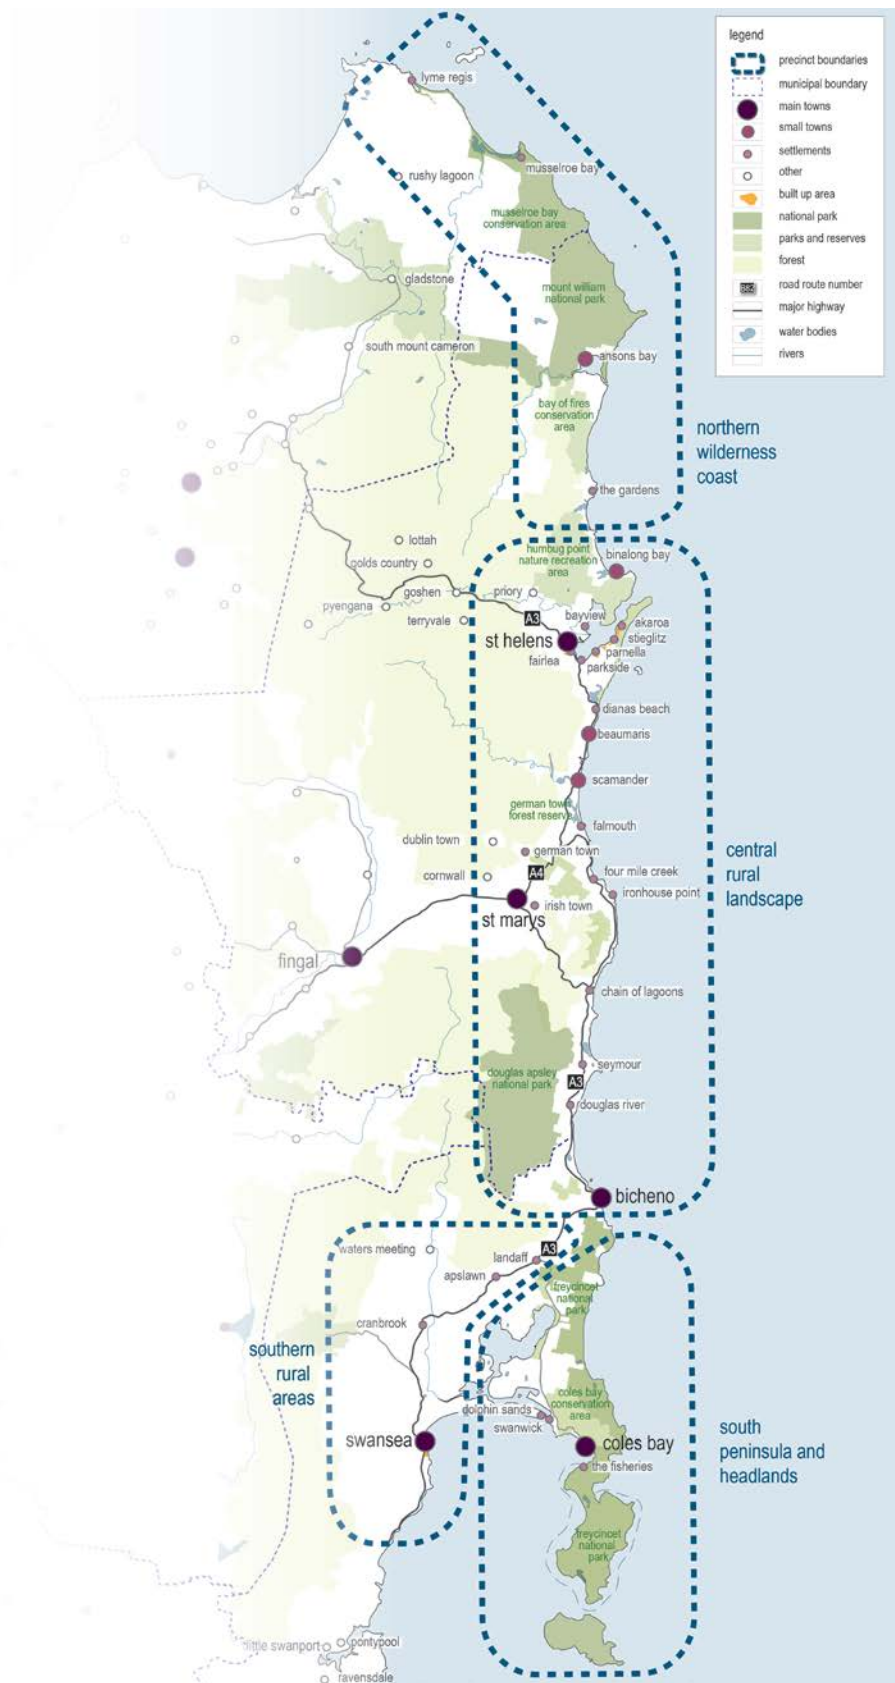 legend
precinct boundaries
municipal boundary
main towns
small towns
settlements
other
built up area
national park
parks and reserves
forest
B82 road route number
major highway
water bodies
rivers
lyme regis
musselroe bay
rushy lagoon
musselroe bay
conservation area
gladstone
mount william
national park
south mount cameron
ansons bay
bay of fires
conservation
area
northern
wilderness
coast
the gardens
lottah
humbug point
nature recreation
area
binalong bay
golds country
goshen
priory
pyengana
terryvale
A3
bayview
akaroa
st helens
stieglitz
parnella
fairlea
parkside
dianas beach
beaumaris
scamander
german town
forest reserve
falmouth
dublin town
german town
central
rural
landscape
cornwall
A4
four mile creek
ironhouse point
st marys
irish town
fingal
chain of lagoons
seymour
douglas apsley
national park
A3
douglas river
bicheno
waters meeting
landaff
A3
apslawn
freycincet
national
park
cranbrook
southern
rural
areas
coles bay
conservation
area
dolphin sands
swanwick
swansea
coles bay
south
peninsula and
headlands
the fisheries
freycincet
national
park
little swanport
pontypool
ravensdale